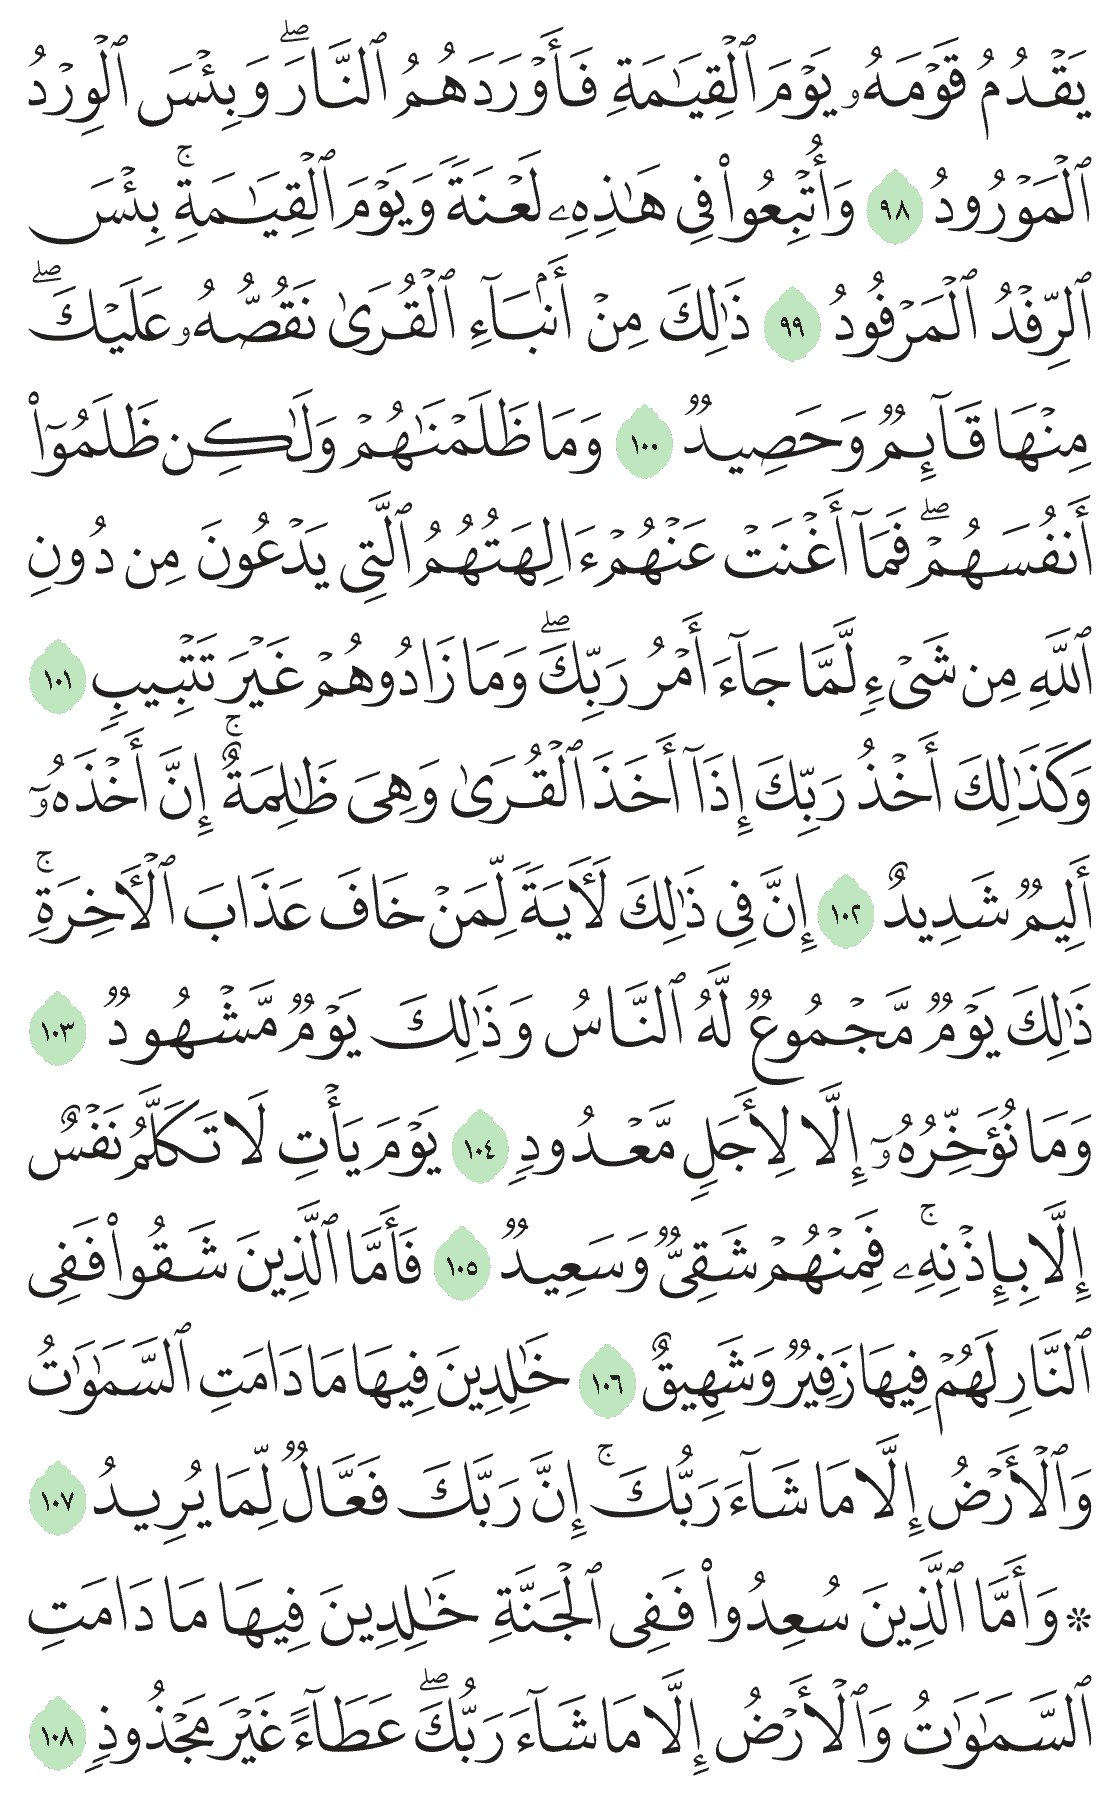 يَقۡدُمُ قَوۡمَهُۥ يَوۡمَ ٱلۡقِيَٰمَةِ فَأَوۡرَدَهُمُ ٱلنَّارَۖ وَبِئۡسَ ٱلۡوِرۡدُ
ٱلۡمَوۡرُودُ ٩٨ وَأُتۡبِعُواْ فِي هَٰذِهِۦ لَعۡنَةٗ وَيَوۡمَ ٱلۡقِيَٰمَةِۚ بِئۡسَ
ٱلرِّفۡدُ ٱلۡمَرۡفُودُ ٩٩ ذَٰلِكَ مِنۡ أَنۢبَآءِ ٱلۡقُرَىٰ نَقُصُّهُۥ عَلَيۡكَۖ
مِنۡهَا قَآئِمٞ وَحَصِيدٞ ١٠٠ وَمَا ظَلَمۡنَٰهُمۡ وَلَٰكِن ظَلَمُوٓاْ
أَنفُسَهُمۡۖ فَمَآ أَغۡنَتۡ عَنۡهُمۡ ءَالِهَتُهُمُ ٱلَّتِي يَدۡعُونَ مِن دُونِ
ٱللَّهِ مِن شَيۡءٖ لَّمَّا جَآءَ أَمۡرُ رَبِّكَۖ وَمَا زَادُوهُمۡ غَيۡرَ تَتۡبِيبٖ ١٠١
وَكَذَٰلِكَ أَخۡذُ رَبِّكَ إِذَآ أَخَذَ ٱلۡقُرَىٰ وَهِيَ ظَٰلِمَةٌۚ إِنَّ أَخۡذَهُۥٓ
أَلِيمٞ شَدِيدٌ ١٠٢ إِنَّ فِي ذَٰلِكَ لَأٓيَةٗ لِّمَنۡ خَافَ عَذَابَ ٱلۡأٓخِرَةِۚ
ذَٰلِكَ يَوۡمٞ مَّجۡمُوعٞ لَّهُ ٱلنَّاسُ وَذَٰلِكَ يَوۡمٞ مَّشۡهُودٞ ١٠٣
وَمَا نُؤَخِّرُهُۥٓ إِلَّا لِأَجَلٖ مَّعۡدُودٖ ١٠٤ يَوۡمَ يَأۡتِ لَا تَكَلَّمُ نَفۡسٌ
إِلَّا بِإِذۡنِهِۦۚ فَمِنۡهُمۡ شَقِيّٞ وَسَعِيدٞ ١٠٥ فَأَمَّا ٱلَّذِينَ شَقُواْ فَفِي
ٱلنَّارِ لَهُمۡ فِيهَا زَفِيرٞ وَشَهِيقٌ ١٠٦ خَٰلِدِينَ فِيهَا مَا دَامَتِ ٱلسَّمَٰوَٰتُ
وَٱلۡأَرۡضُ إِلَّا مَا شَآءَ رَبُّكَۚ إِنَّ رَبَّكَ فَعَّالٞ لِّمَا يُرِيدُ ١٠٧
۞ وَأَمَّا ٱلَّذِينَ سُعِدُواْ فَفِي ٱلۡجَنَّةِ خَٰلِدِينَ فِيهَا مَا دَامَتِ
ٱلسَّمَٰوَٰتُ وَٱلۡأَرۡضُ إِلَّا مَا شَآءَ رَبُّكَۖ عَطَآءً غَيۡرَ مَجۡذُوذٖ ١٠٨